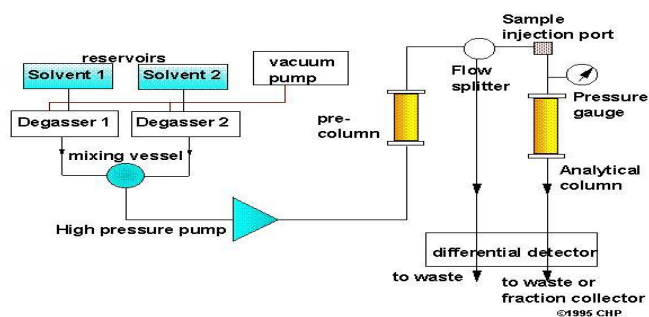 reservoirs
Solvent 1
Solvent 2
vacuum
pump
Degasser 1
Degasser 2
mixing vessel
High pressure pump
pre-
column
Flow
splitter
Sample
injection port
Pressure
gauge
Analytical
column
differential detector
to waste
to waste or
fraction collector
©1995 CHP